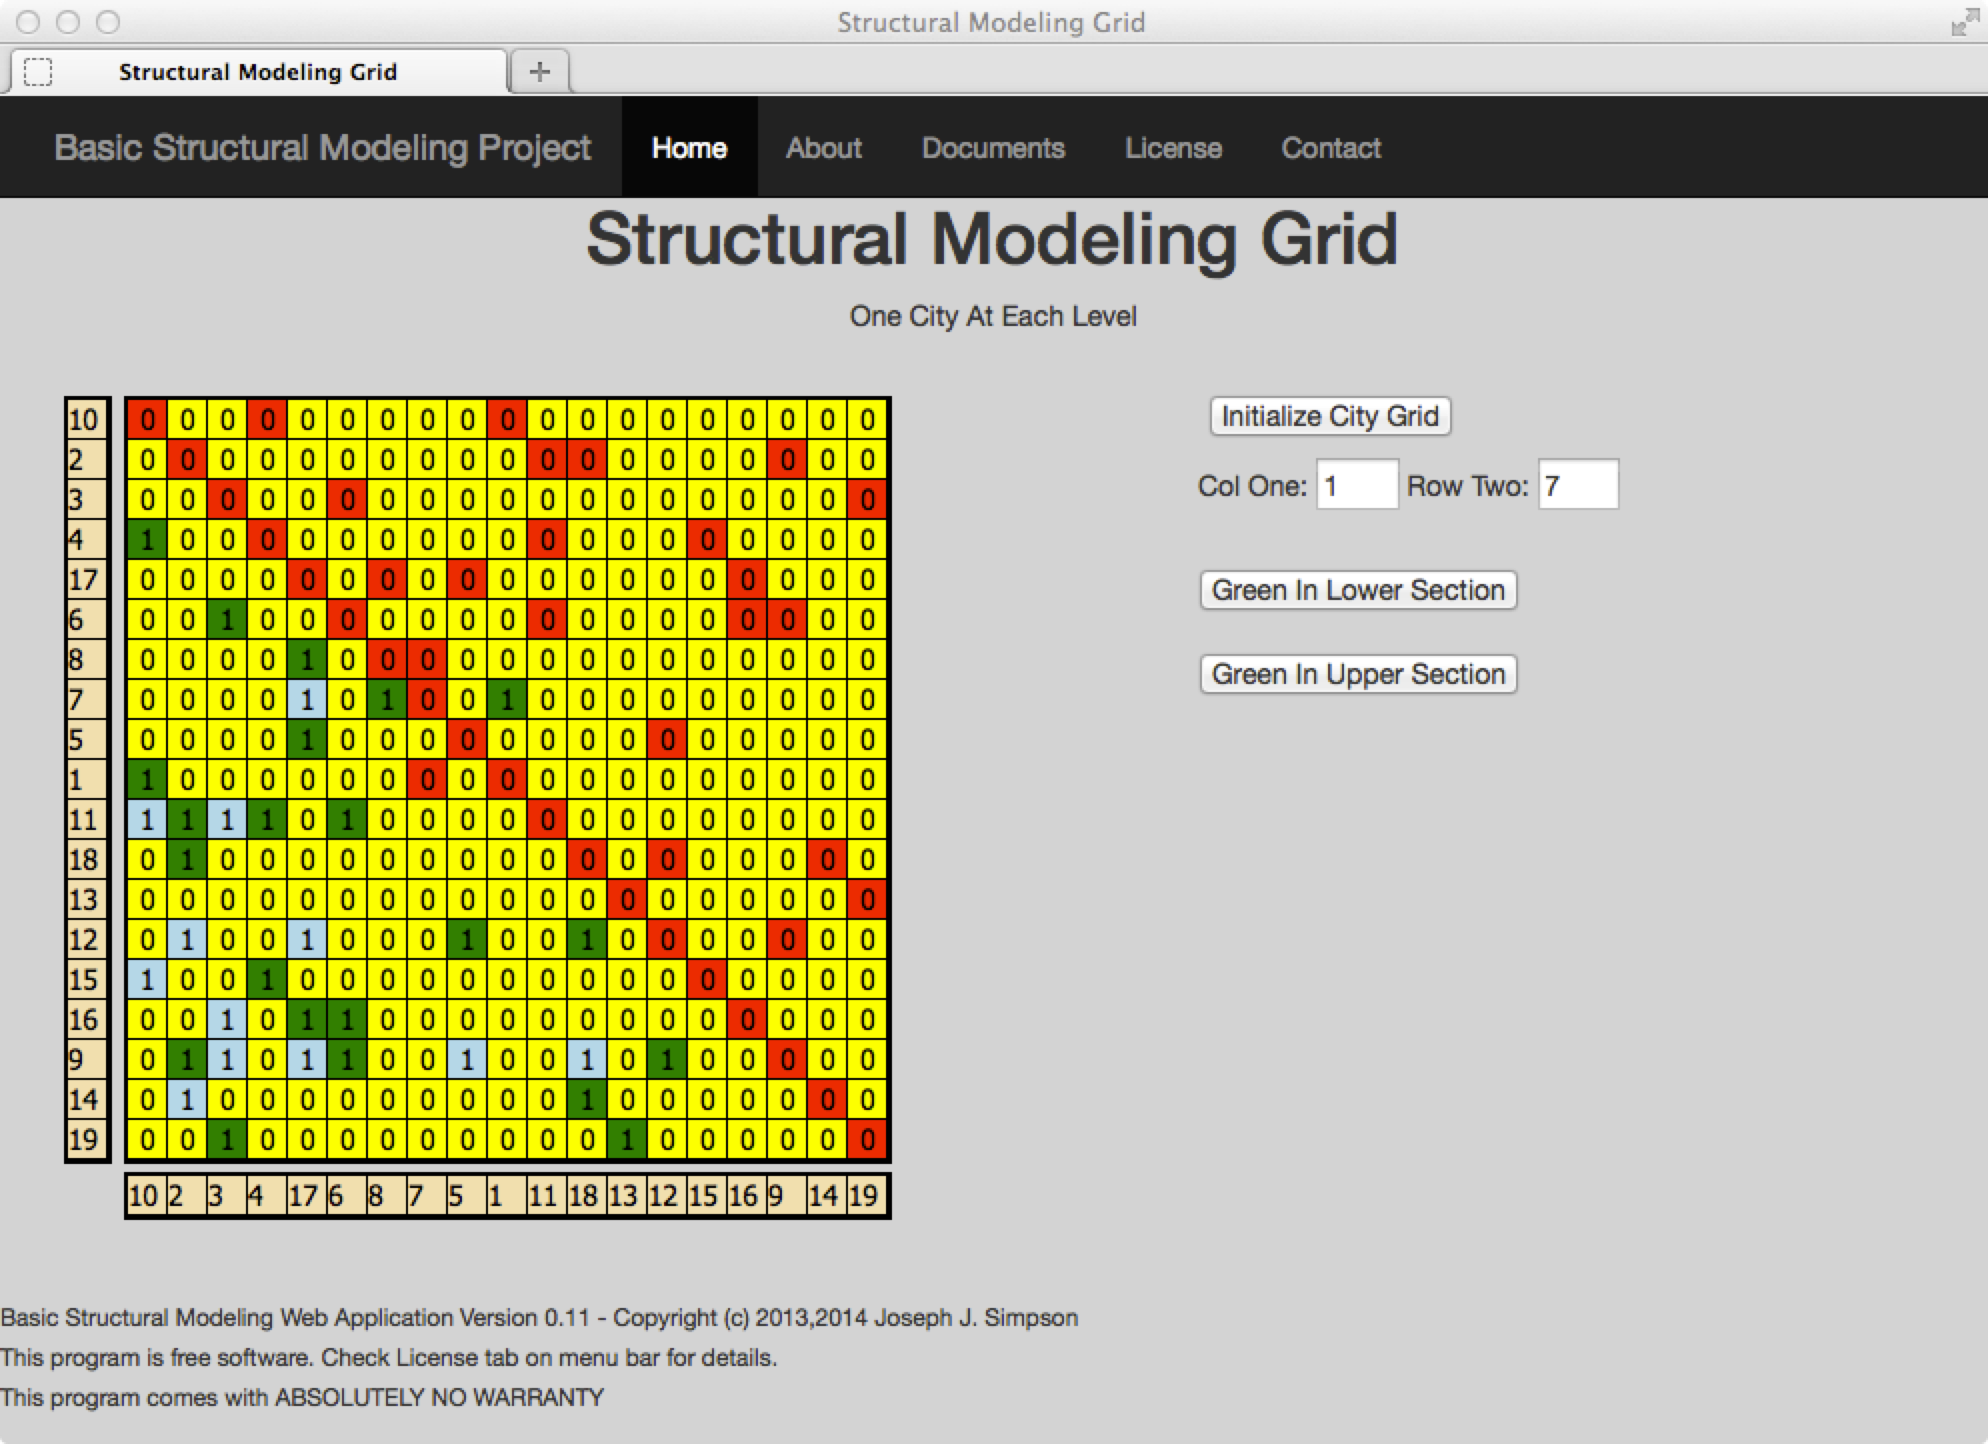 Structural Modeling Grid
Structural Modeling Grid
Basic Structural Modeling Project Home About Documents License Contact
Structural Modeling Grid
One City At Each Level
10 0 0 0 0 0 0 0 0 0 0 0 0 0 0 0 0 0 0 0 Initialize City Grid
2 0 0 0 0 0 0 0 0 0 0 0 0 0 0 0 0 0 0 0
3 0 0 0 0 0 0 0 0 0 0 0 0 0 0 0 0 0 0 0 Col One: 1 Row Two: 7
4 1 0 0 0 0 0 0 0 0 0 0 0 0 0 0 0 0 0 0
17 0 0 0 0 0 0 0 0 0 0 0 0 0 0 0 0 0 0 0 Green In Lower Section
6 0 0 1 0 0 0 0 0 0 0 0 0 0 0 0 0 0 0 0
8 0 0 0 0 1 0 0 0 0 0 0 0 0 0 0 0 0 0 0 Green In Upper Section
7 0 0 0 0 1 0 1 0 0 1 0 0 0 0 0 0 0 0 0
5 0 0 0 0 1 0 0 0 0 0 0 0 0 0 0 0 0 0 0
1 1 0 0 0 0 0 0 0 0 0 0 0 0 0 0 0 0 0 0
11 1 1 1 1 0 1 0 0 0 0 0 0 0 0 0 0 0 0 0
18 0 1 0 0 0 0 0 0 0 0 0 0 0 0 0 0 0 0 0
13 0 0 0 0 0 0 0 0 0 0 0 0 0 0 0 0 0 0 0
12 0 1 0 0 1 0 0 0 1 0 0 1 0 0 0 0 0 0 0
15 1 0 0 1 0 0 0 0 0 0 0 0 0 0 0 0 0 0 0
16 0 0 1 0 1 1 0 0 0 0 0 0 0 0 0 0 0 0 0
9 0 1 1 0 1 1 0 0 1 0 0 1 0 1 0 0 0 0 0
14 0 1 0 0 0 0 0 0 0 0 0 1 0 0 0 0 0 0 0
19 0 0 1 0 0 0 0 0 0 0 0 0 1 0 0 0 0 0 0
10 2 3 4 17 6 8 7 5 1 11 18 13 12 15 16 9 14 19
Basic Structural Modeling Web Application Version 0.11 - Copyright (c) 2013,2014 Joseph J. Simpson
This program is free software. Check License tab on menu bar for details.
This program comes with ABSOLUTELY NO WARRANTY